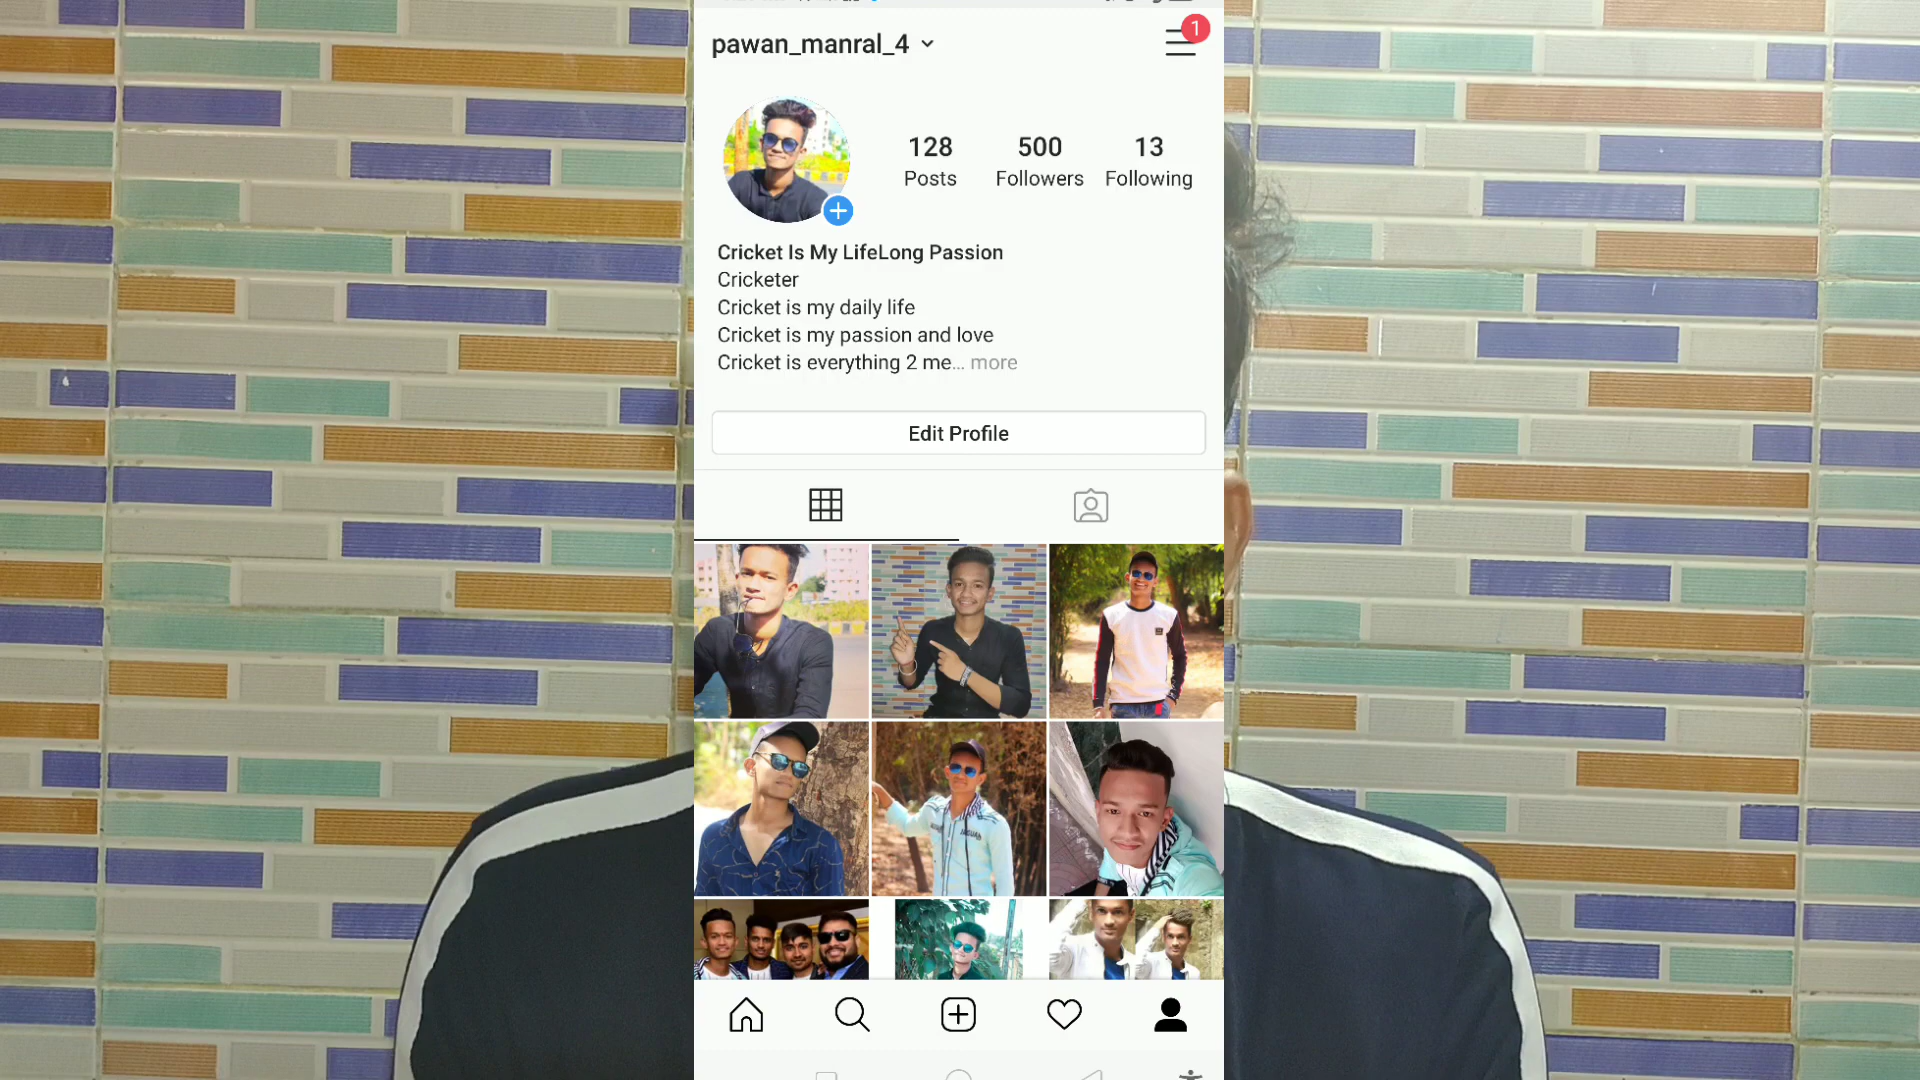 pawan_manral_4
1
128 500 13
Posts Followers Following
Cricket Is My LifeLong Passion
Cricketer
Cricket is my daily life
Cricket is my passion and love
Cricket is everything 2 me... more
Edit Profile